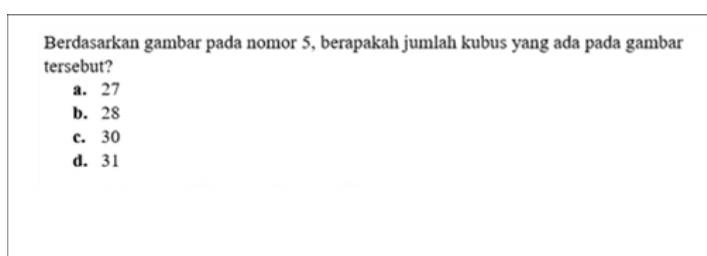 Berdasarkan gambar pada nomor 5, berapakah jumlah kubus yang ada pada gambar
tersebut?
a. 27
b. 28
c. 30
d. 31